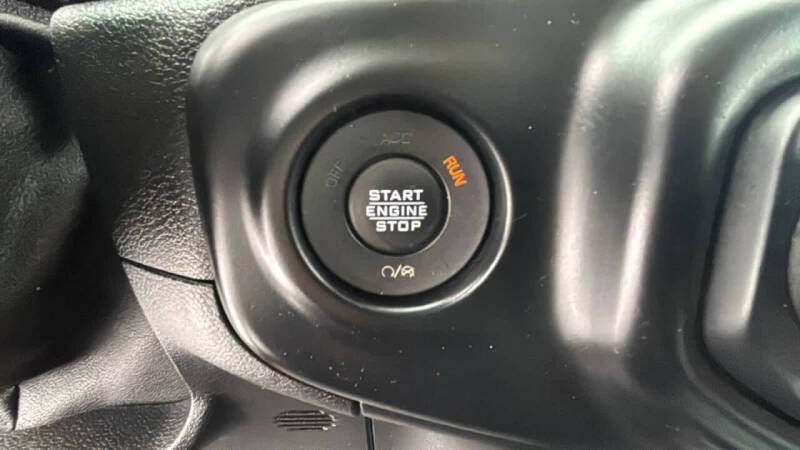 ACC
OFF
RUN
START
ENGINE
STOP